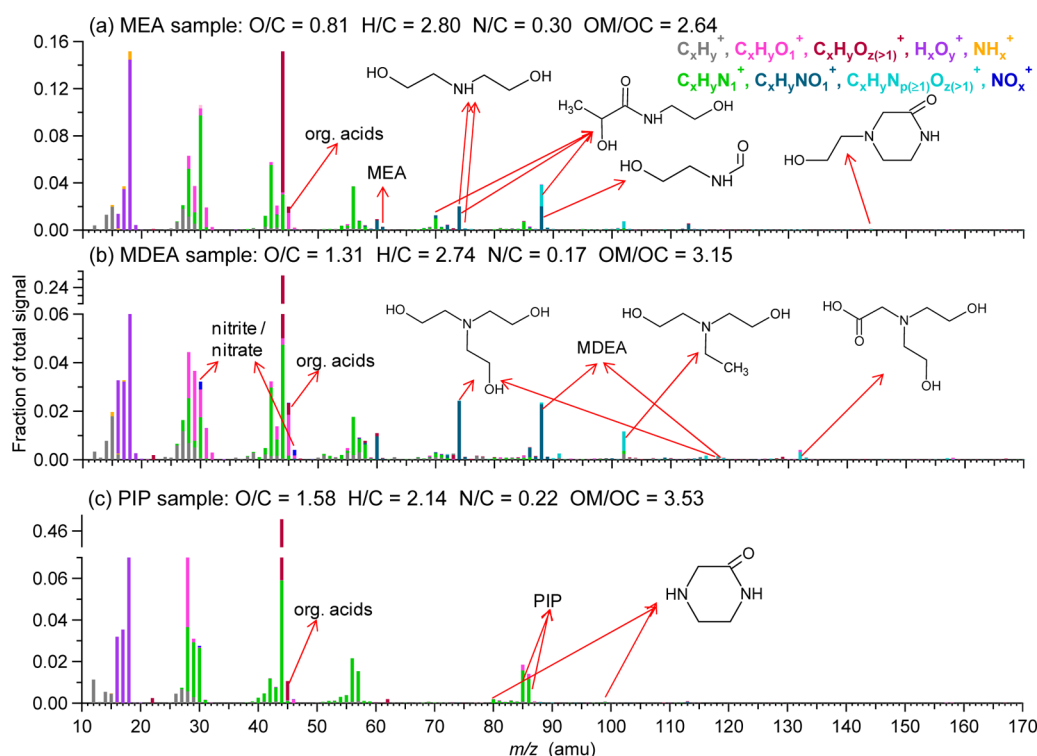 (a) MEA sample: O/C = 0.81 H/C = 2.80 N/C = 0.30 OM/OC = 2.64
CxHy+, CxHyO1+, CxHyOz(>1)+, HxOy+, NHx+
CxHyN1+, CxHyNO1+, CxHyNp(≥1)Oz(>1)+, NOx+
0.16
0.12
0.08
0.04
0.00
org. acids
MEA
HO
NH
OH
H3C
O
OH
NH
OH
HO
NH
O
HO
N
O
NH
(b) MDEA sample: O/C = 1.31 H/C = 2.74 N/C = 0.17 OM/OC = 3.15
Fraction of total signal
0.24
0.06
0.04
0.02
0.00
nitrite /
nitrate
org. acids
HO
N
OH
OH
MDEA
HO
N
OH
CH3
HO
O
N
OH
OH
(c) PIP sample: O/C = 1.58 H/C = 2.14 N/C = 0.22 OM/OC = 3.53
0.46
0.06
0.04
0.02
0.00
org. acids
PIP
HN
O
NH
10 20 30 40 50 60 70 80 90 100 110 120 130 140 150 160 170
m/z (amu)